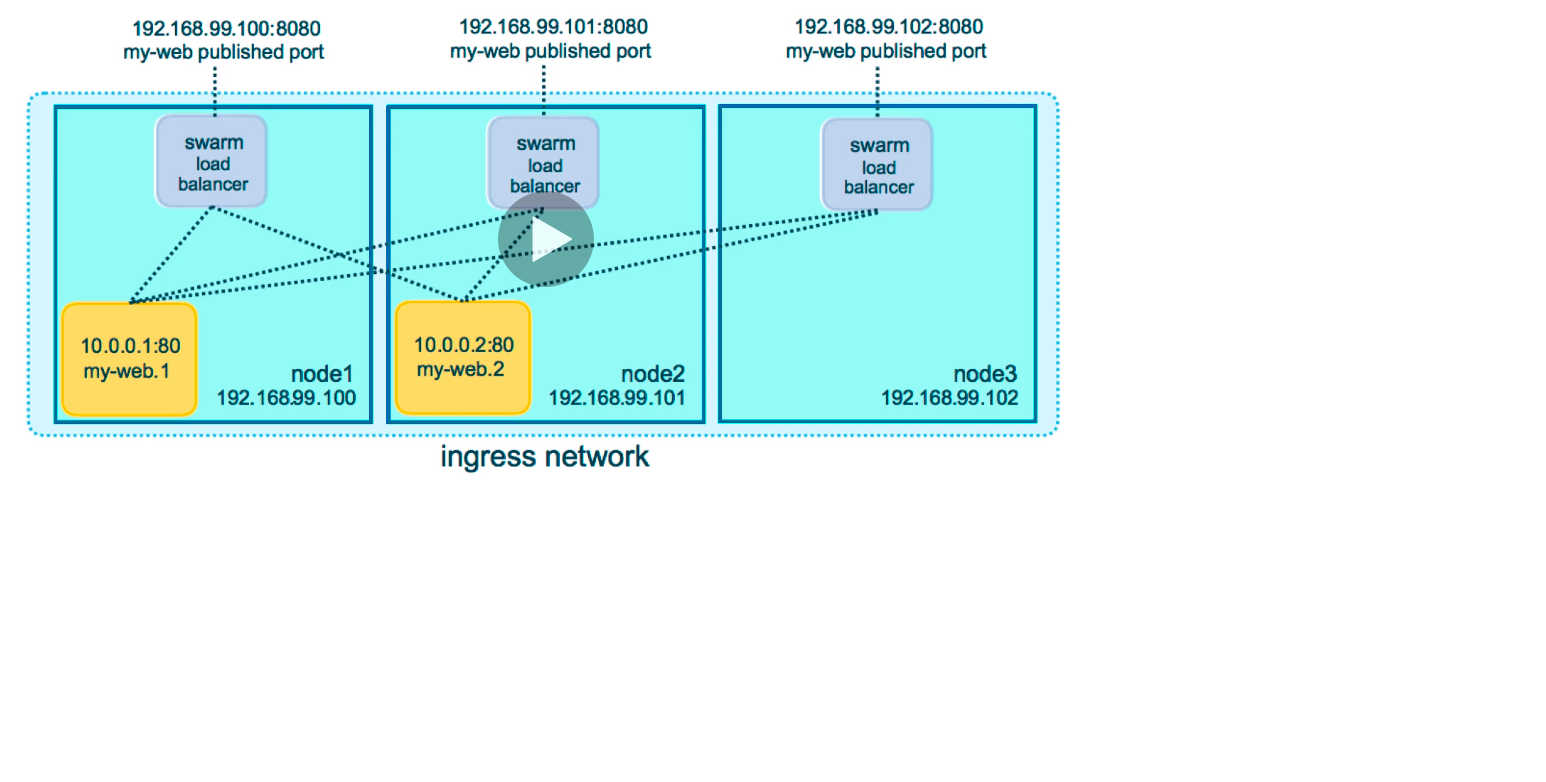 192.168.99.100:8080
my-web published port
192.168.99.101:8080
my-web published port
192.168.99.102:8080
my-web published port
swarm
load
balancer
swarm
load
balancer
swarm
load
balancer
10.0.0.1:80
my-web.1
node1
192.168.99.100
10.0.0.2:80
my-web.2
node2
192.168.99.101
node3
192.168.99.102
ingress network